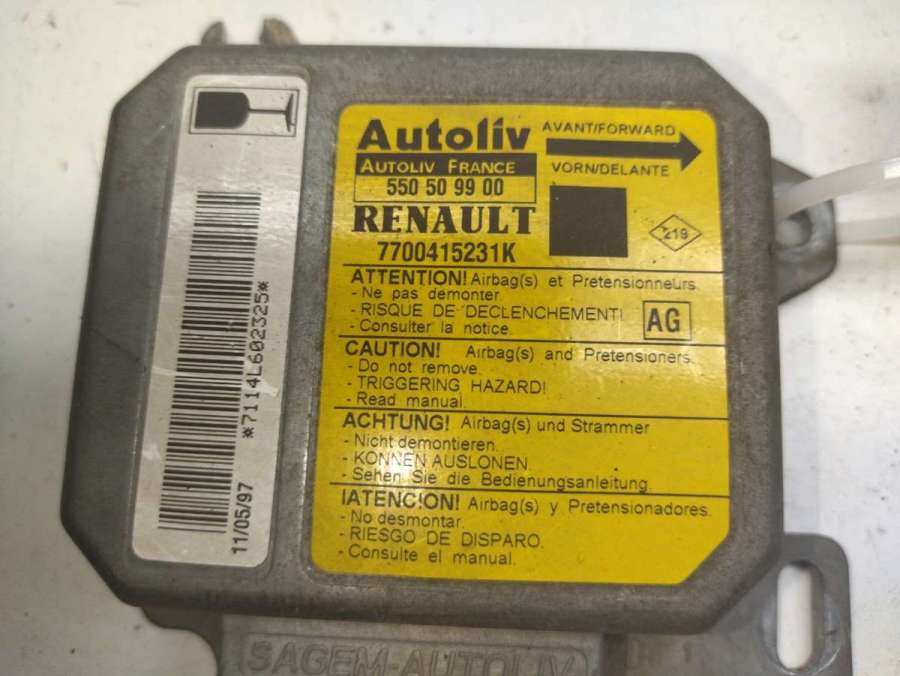 Autoliv
AVANT/FORWARD
AUTOLIV FRANCE
VORN/DELANTE
550 50 99 00
RENAULT
219
7700415231K
ATTENTION! Airbag(s) et Pretensionneurs.
- Ne pas demonter.
- RISQUE DE DECLENCHEMENT!
- Consulter la notice.
AG
CAUTION! Airbag(s) and Pretensioners.
- Do not remove.
- TRIGGERING HAZARD!
- Read manual.
ACHTUNG! Airbag(s) und Strammer
- Nicht demontieren.
- KONNEN AUSLONEN.
- Sehen Sie die Bedienungsanleitung.
IATENCION! Airbag(s) y Pretensionadores.
- No desmontar.
- RIESGO DE DISPARO.
- Consulte el manual.
*7114L602325*
11/05/97
SAGEM-AUTOLIV